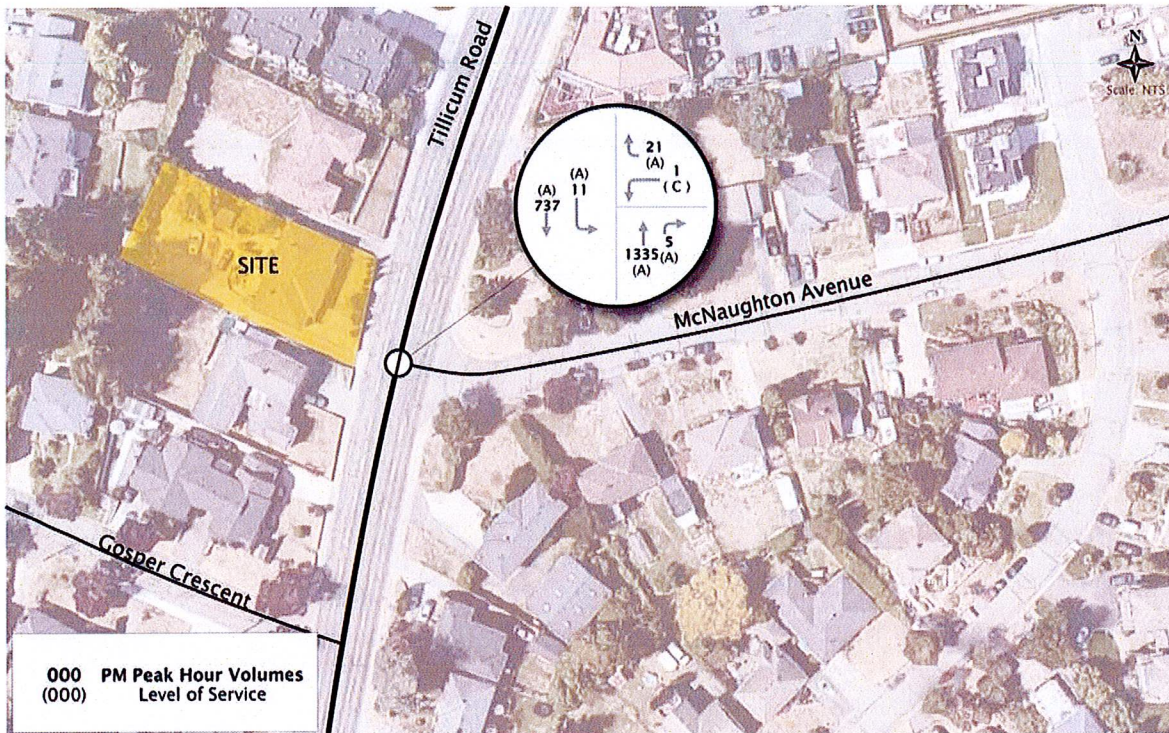 N
Scale: NTS
Tillicum Road
21
(A)
1
( C )
(A)
11
(A)
737
1335
(A)
5
(A)
SITE
McNaughton Avenue
Gosper Crescent
000 PM Peak Hour Volumes
(000) Level of Service